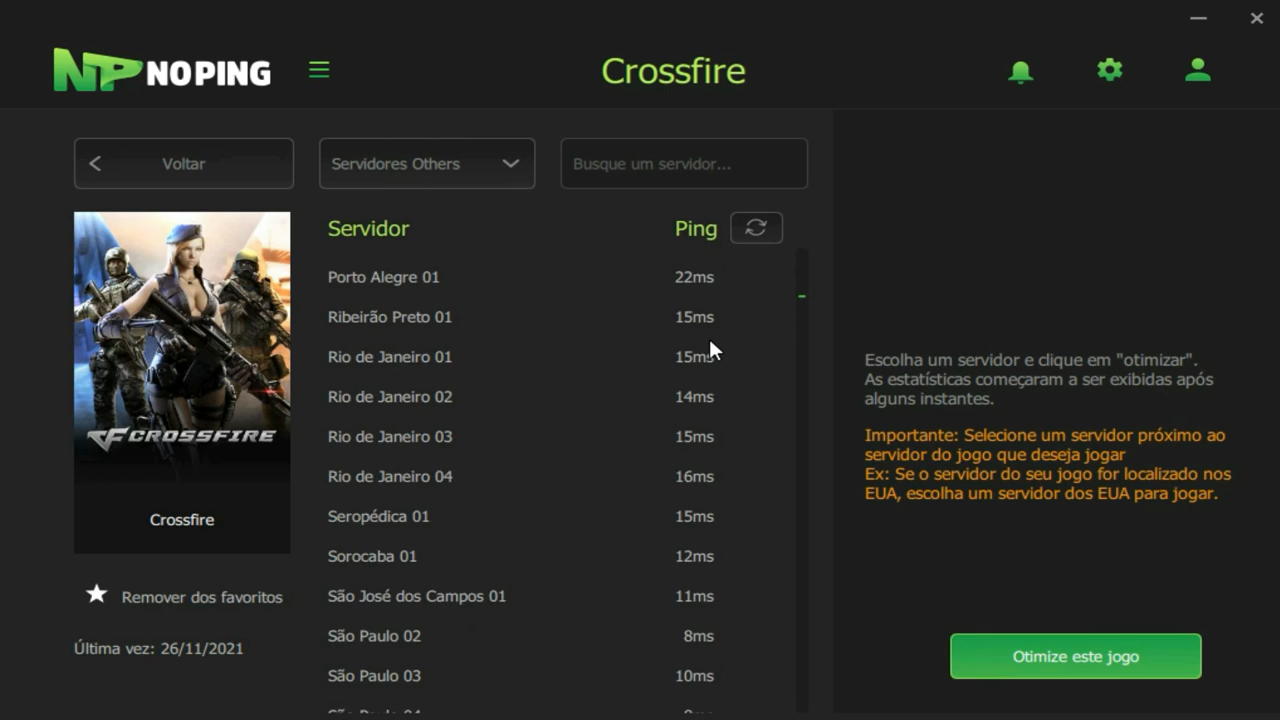 NP NOPING
Crossfire
Voltar
Servidores Others
Busque um servidor...
Servidor Ping
Porto Alegre 01 22ms
Ribeirão Preto 01 15ms
Rio de Janeiro 01 15ms
Rio de Janeiro 02 14ms
Rio de Janeiro 03 15ms
Rio de Janeiro 04 16ms
Seropédica 01 15ms
Sorocaba 01 12ms
São José dos Campos 01 11ms
São Paulo 02 8ms
São Paulo 03 10ms
CF CROSSFIRE
Crossfire
Remover dos favoritos
Última vez: 26/11/2021
Escolha um servidor e clique em "otimizar".
As estatísticas começaram a ser exibidas após
alguns instantes.
Importante: Selecione um servidor próximo ao
servidor do jogo que deseja jogar
Ex: Se o servidor do seu jogo for localizado nos
EUA, escolha um servidor dos EUA para jogar.
Otimize este jogo